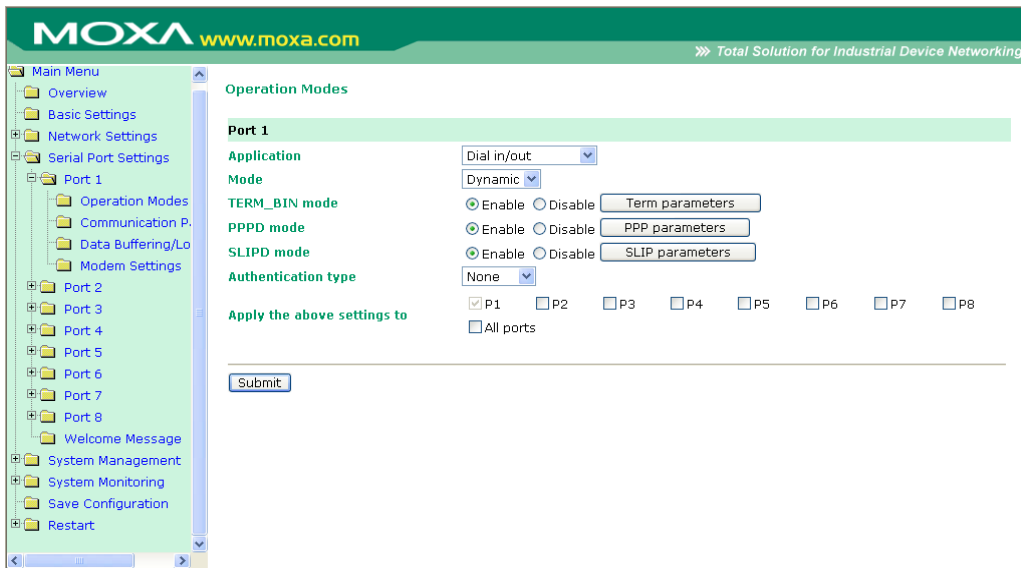 MOXA www.moxa.com
Total Solution for Industrial Device Networking
Main Menu
Overview
Basic Settings
Network Settings
Serial Port Settings
Port 1
Operation Modes
Communication P
Data Buffering/Lo
Modem Settings
Port 2
Port 3
Port 4
Port 5
Port 6
Port 7
Port 8
Welcome Message
System Management
System Monitoring
Save Configuration
Restart
Operation Modes
Port 1
Application Dial in/out
Mode Dynamic
TERM_BIN mode Enable Disable Term parameters
PPPD mode Enable Disable PPP parameters
SLIPD mode Enable Disable SLIP parameters
Authentication type None
Apply the above settings to P1 P2 P3 P4 P5 P6 P7 P8
All ports
Submit